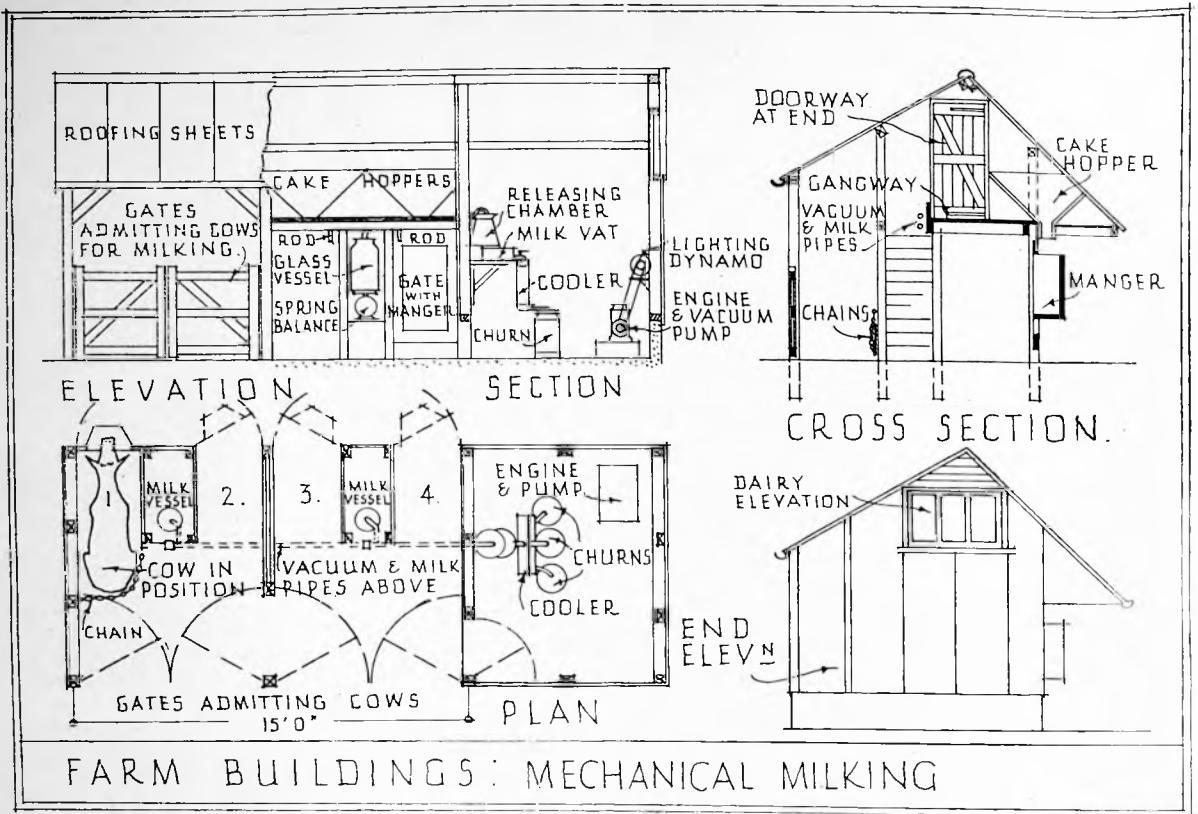 ROOFING SHEETS
GATES
ADMITTING COWS
FOR MILKING.
CAKE HOPPERS
ROD
GLASS
VESSEL
SPRING
BALANCE
ROD
GATE
WITH
MANGER
RELEASING
CHAMBER
MILK VAT
COOLER
CHURN
LIGHTING
DYNAMO
ENGINE
& VACUUM
PUMP
ELEVATION
SECTION
DOORWAY
AT END
CAKE
HOPPER
GANGWAY
VACUUM
& MILK
PIPES
MANGER
CHAINS
CROSS SECTION.
1
MILK
VESSEL
2.
3.
MILK
VESSEL
4.
ENGINE
& PUMP
CHURNS
COOLER
COW IN
POSITION
VACUUM & MILK
PIPES ABOVE
CHAIN
GATES ADMITTING COWS
15'0"
PLAN
DAIRY
ELEVATION
END
ELEVN
FARM BUILDINGS: MECHANICAL MILKING